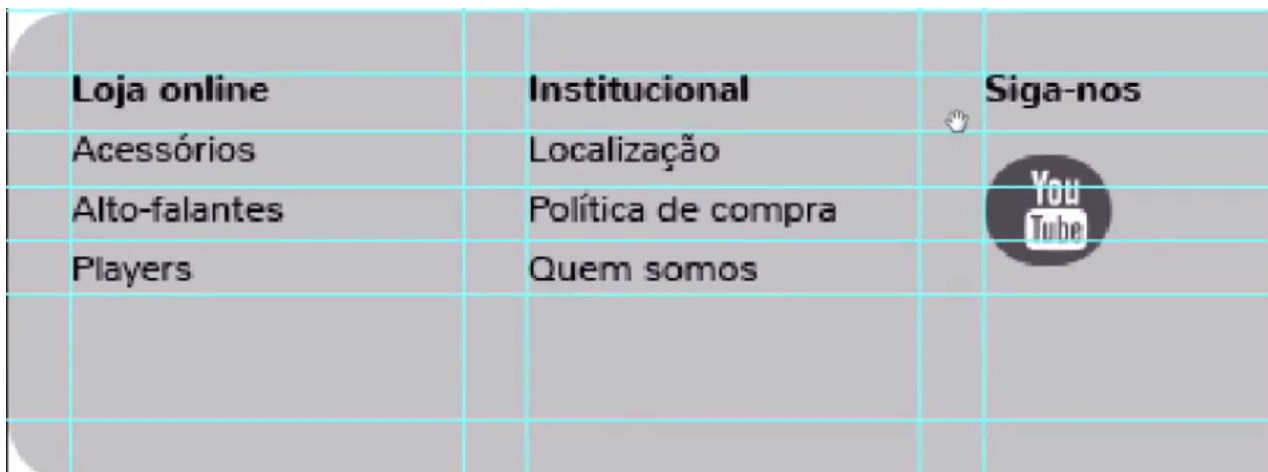 Loja online
Acessórios
Alto-falantes
Players
Institucional
Localização
Política de compra
Quem somos
Siga-nos
You
Tube